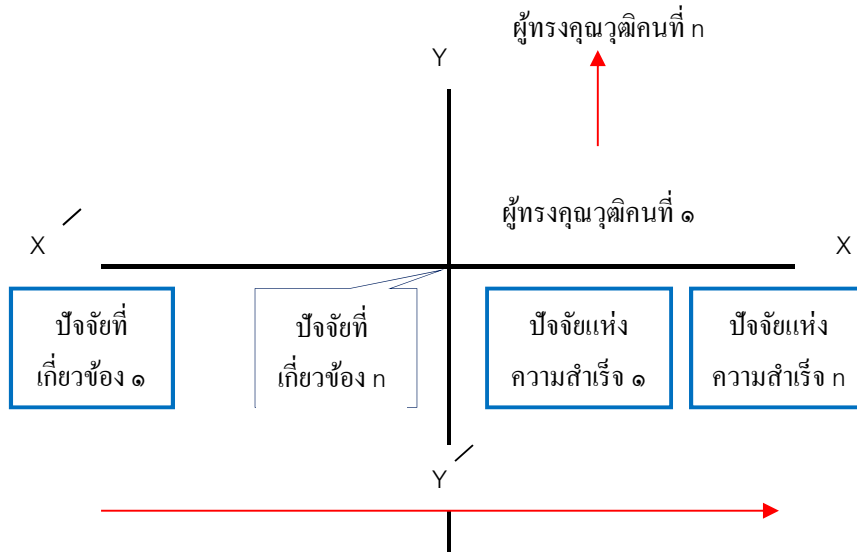 ผู้ทรงคุณวุฒิคนที่ n
Y
ผู้ทรงคุณวุฒิคนที่ ๑
X ′
X
ปัจจัยที่
เกี่ยวข้อง ๑
ปัจจัยที่
เกี่ยวข้อง n
ปัจจัยแห่ง
ความสำเร็จ ๑
ปัจจัยแห่ง
ความสำเร็จ n
Y ′